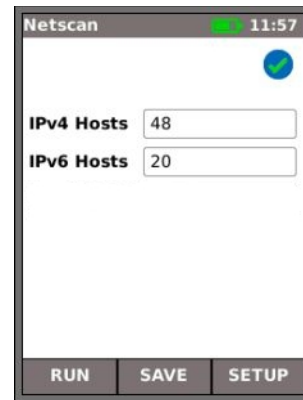 Netscan 11:57
IPv4 Hosts 48
IPv6 Hosts 20
RUN SAVE SETUP